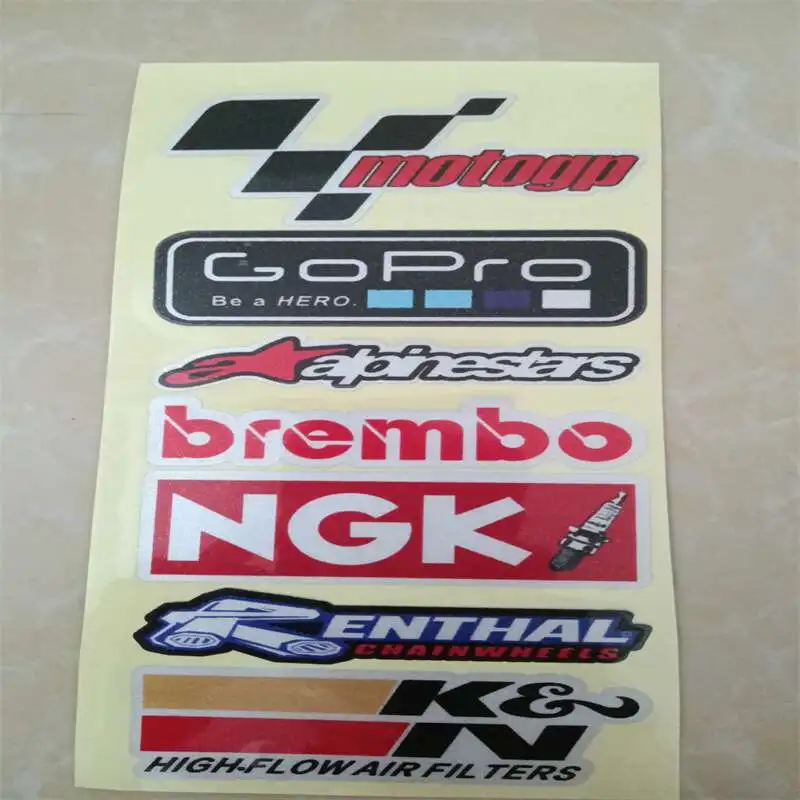 motogp
GoPro
Be a HERO.
alpinestars
brembo
NGK
RENTHAL
CHAINWHEELS
K&N
HIGH-FLOW AIR FILTERS